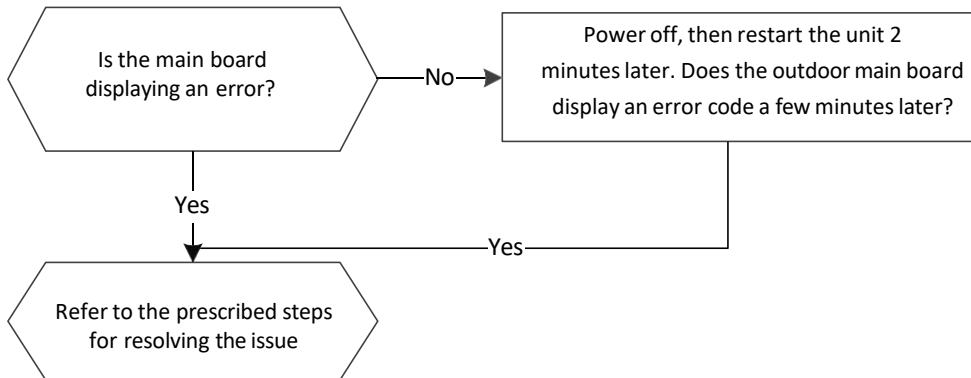 Is the main board
displaying an error?
No
Power off, then restart the unit 2
minutes later. Does the outdoor main board
display an error code a few minutes later?
Yes
Yes
Refer to the prescribed steps
for resolving the issue